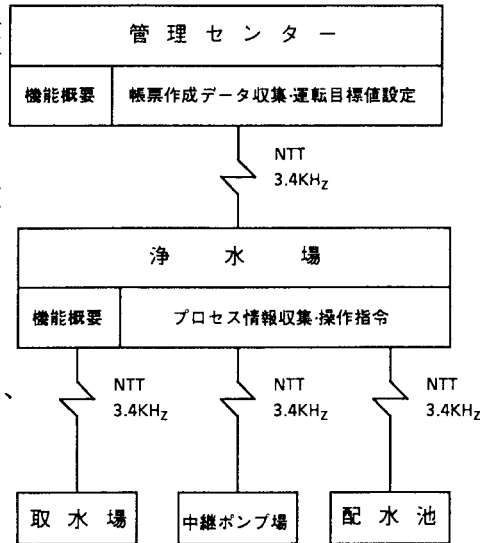 管理センター
機能概要 帳票作成データ収集・運転目標値設定
NTT
3.4KHz
浄水場
機能概要 プロセス情報収集・操作指令
NTT NTT NTT
3.4KHz 3.4KHz 3.4KHz
、
取水場 中継ポンプ場 配水池